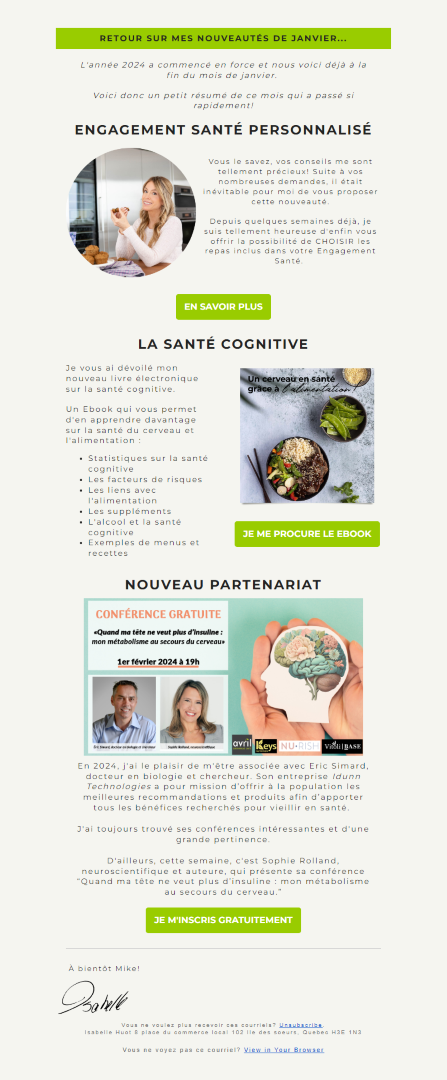 RETOUR SUR MES NOUVEAUTÉS DE JANVIER...
L'année 2024 a commencé en force et nous voici déjà à la
fin du mois de janvier.
Voici donc un petit résumé de ce mois qui a passé si
rapidement!
ENGAGEMENT SANTÉ PERSONNALISÉ
Vous le savez, vos conseils me sont
tellement précieux! Suite à vos
nombreuses demandes, il était
inévitable pour moi de vous proposer
cette nouveauté.
Depuis quelques semaines déjà, je
suis tellement heureuse d'enfin vous
offrir la possibilité de CHOISIR les
repas inclus dans votre Engagement
Santé.
EN SAVOIR PLUS
LA SANTÉ COGNITIVE
Je vous ai dévoilé mon
nouveau livre électronique
sur la santé cognitive.
Un Ebook qui vous permet
d'en apprendre davantage
sur la santé du cerveau et
l'alimentation :
• Statistiques sur la santé
cognitive
• Les facteurs de risques
• Les liens avec
l'alimentation
• Les suppléments
• L'alcool et la santé
cognitive
• Exemples de menus et
recettes
Un cerveau en santé
grâce à l'alimentation!
JE ME PROCURE LE EBOOK
NOUVEAU PARTENARIAT
CONFÉRENCE GRATUITE
«Quand ma tête ne veut plus d'insuline :
mon métabolisme au secours du cerveau»
1er février 2024 à 19h
avril
Keys
NU·RISH
Vitoli BASE
En 2024, j'ai le plaisir de m'être associée avec Eric Simard,
docteur en biologie et chercheur. Son entreprise Idunn
Technologies a pour mission d'offrir à la population les
meilleures recommandations et produits afin d'apporter
tous les bénéfices recherchés pour vieillir en santé.
J'ai toujours trouvé ses conférences intéressantes et d'une
grande pertinence.
D'ailleurs, cette semaine, c'est Sophie Rolland,
neuroscientifique et auteure, qui présente sa conférence
"Quand ma tête ne veut plus d'insuline : mon métabolisme
au secours du cerveau."
JE M'INSCRIS GRATUITEMENT
À bientôt Mike!
Isabelle
Vous ne voulez plus recevoir ces courriels? Unsubscribe.
Isabelle Huot 8 place du commerce local 102 Ile des soeurs, Quebec H3E 1N3
Vous ne voyez pas ce courriel? View in Your Browser